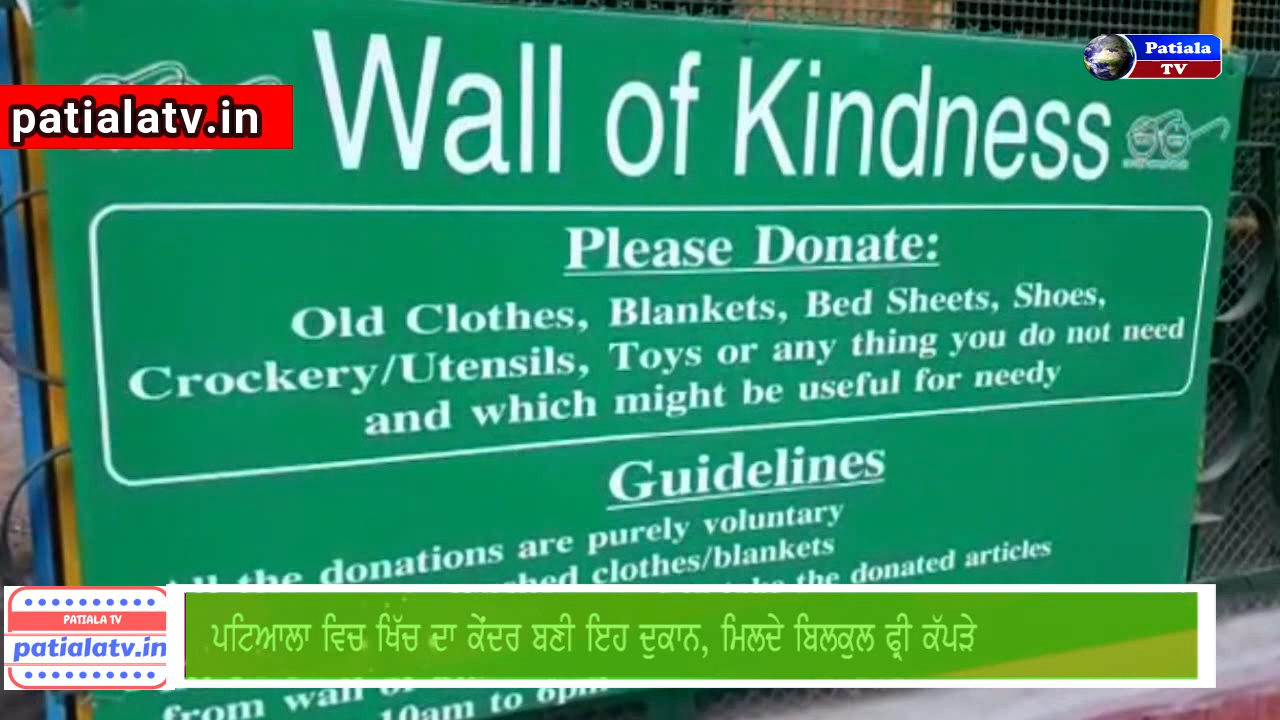 Wall of Kindness
Patiala
TV
patialatv.in
Please Donate:
Old Clothes, Blankets, Bed Sheets, Shoes,
Crockery/Utensils, Toys or any thing you do not need
and which might be useful for needy
Guidelines
the donations are purely voluntary
clothes/blankets
the donated articles
PATIALA TV
patialatv.in
ਪਟਿਆਲਾ ਵਿਚ ਖਿੱਚ ਦਾ ਕੇਂਦਰ ਬਣੀ ਇਹ ਦੁਕਾਨ, ਮਿਲਦੇ ਬਿਲਕੁਲ ਫ੍ਰੀ ਕੱਪੜੇ
from wall of
10am to 6pm